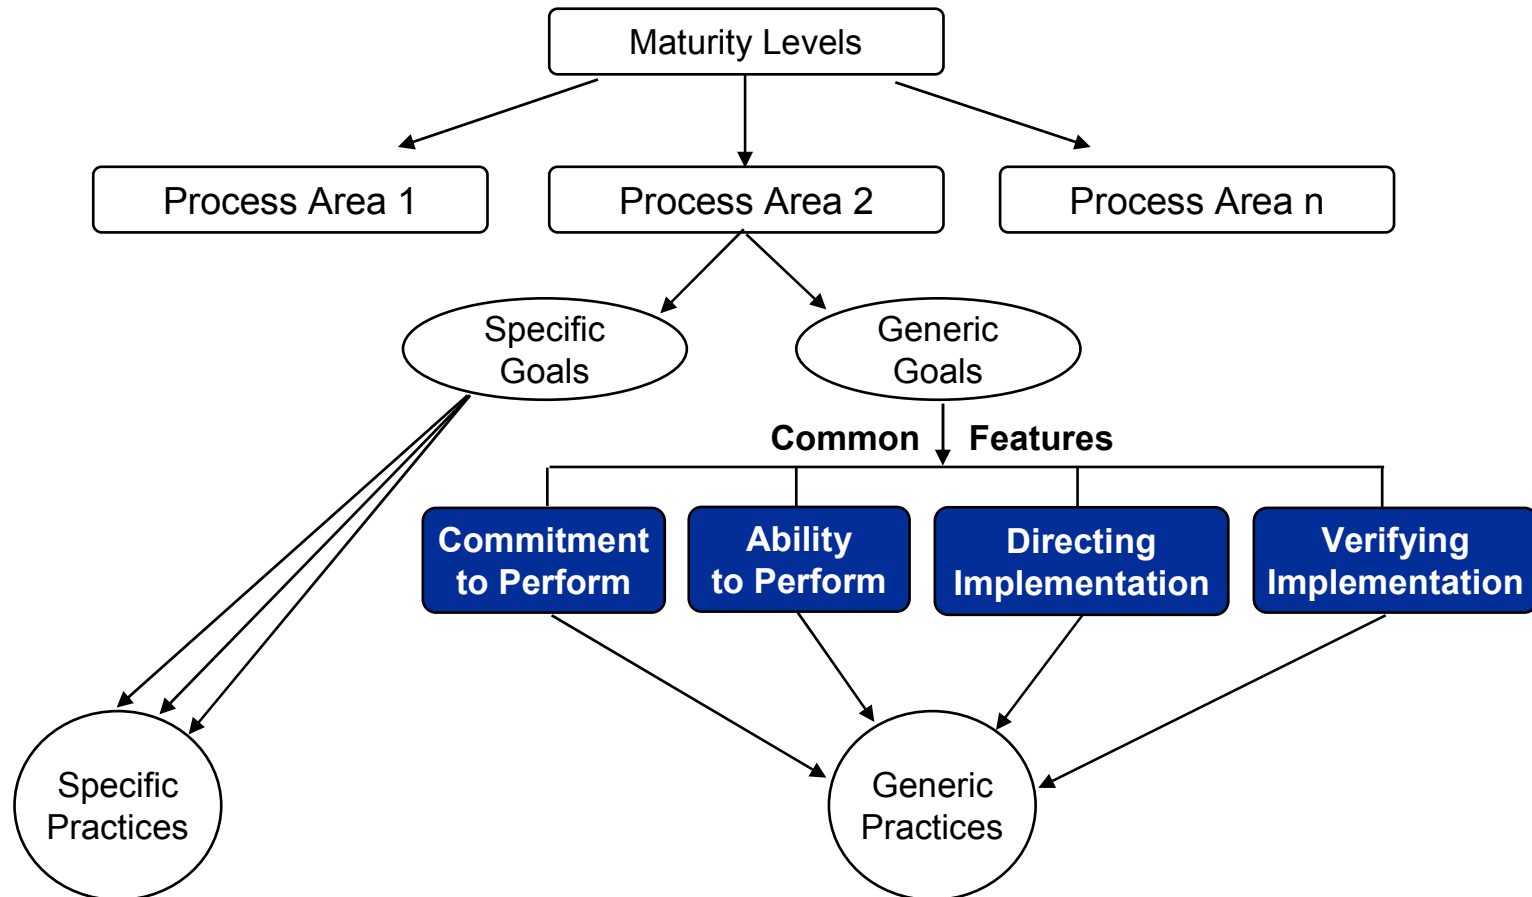 Maturity Levels
Process Area 1
Process Area 2
Process Area n
Specific
Goals
Generic
Goals
Common Features
Commitment
to Perform
Ability
to Perform
Directing
Implementation
Verifying
Implementation
Specific
Practices
Generic
Practices